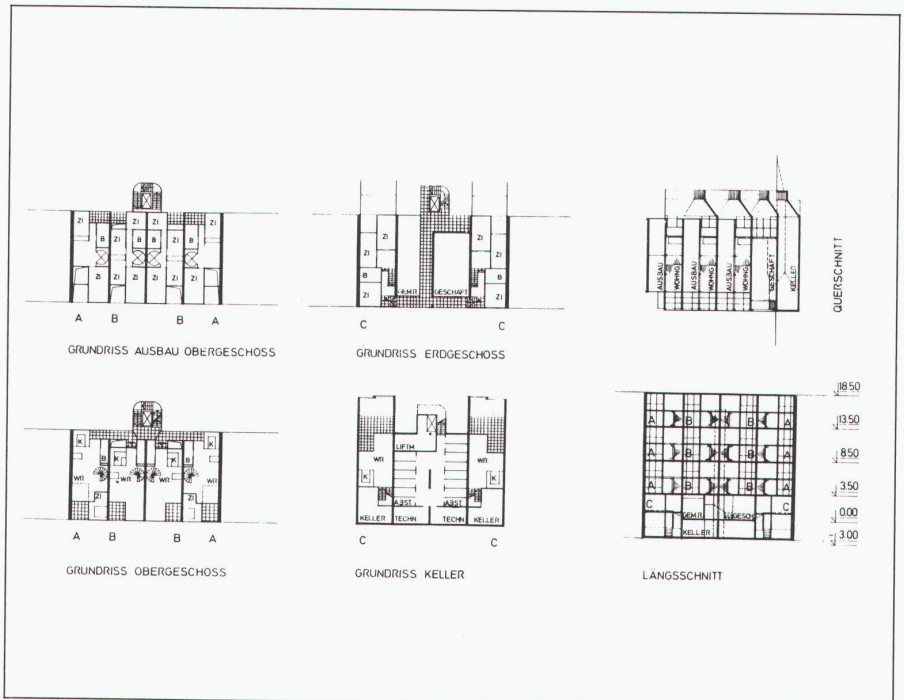 ZI ZI ZI ZI
ZI B ZI B B ZI B ZI
ZI ZI ZI ZI ZI ZI
A B B A
GRUNDRISS AUSBAU OBERGESCHOSS
ZI ZI
ZI ZI
B B
ZI GEM.R. GESCHÄFT ZI
C C
GRUNDRISS ERDGESCHOSS
AUSBAU WOHNG AUSBAU WOHNG AUSBAU WOHNG GESCHÄFT KELLER
QUERSCHNITT
K K
B K K B
WR WR WR WR
ZI ZI
A B B A
GRUNDRISS OBERGESCHOSS
LIFTM.
WR WR
K K
ABST ABST
KELLER TECHN TECHN KELLER
C C
GRUNDRISS KELLER
18.50
A B B A 13.50
A B B A 8.50
A B B A 3.50
C GEM.R. GESCH. C 0.00
KELLER 3.00
LÄNGSSCHNITT